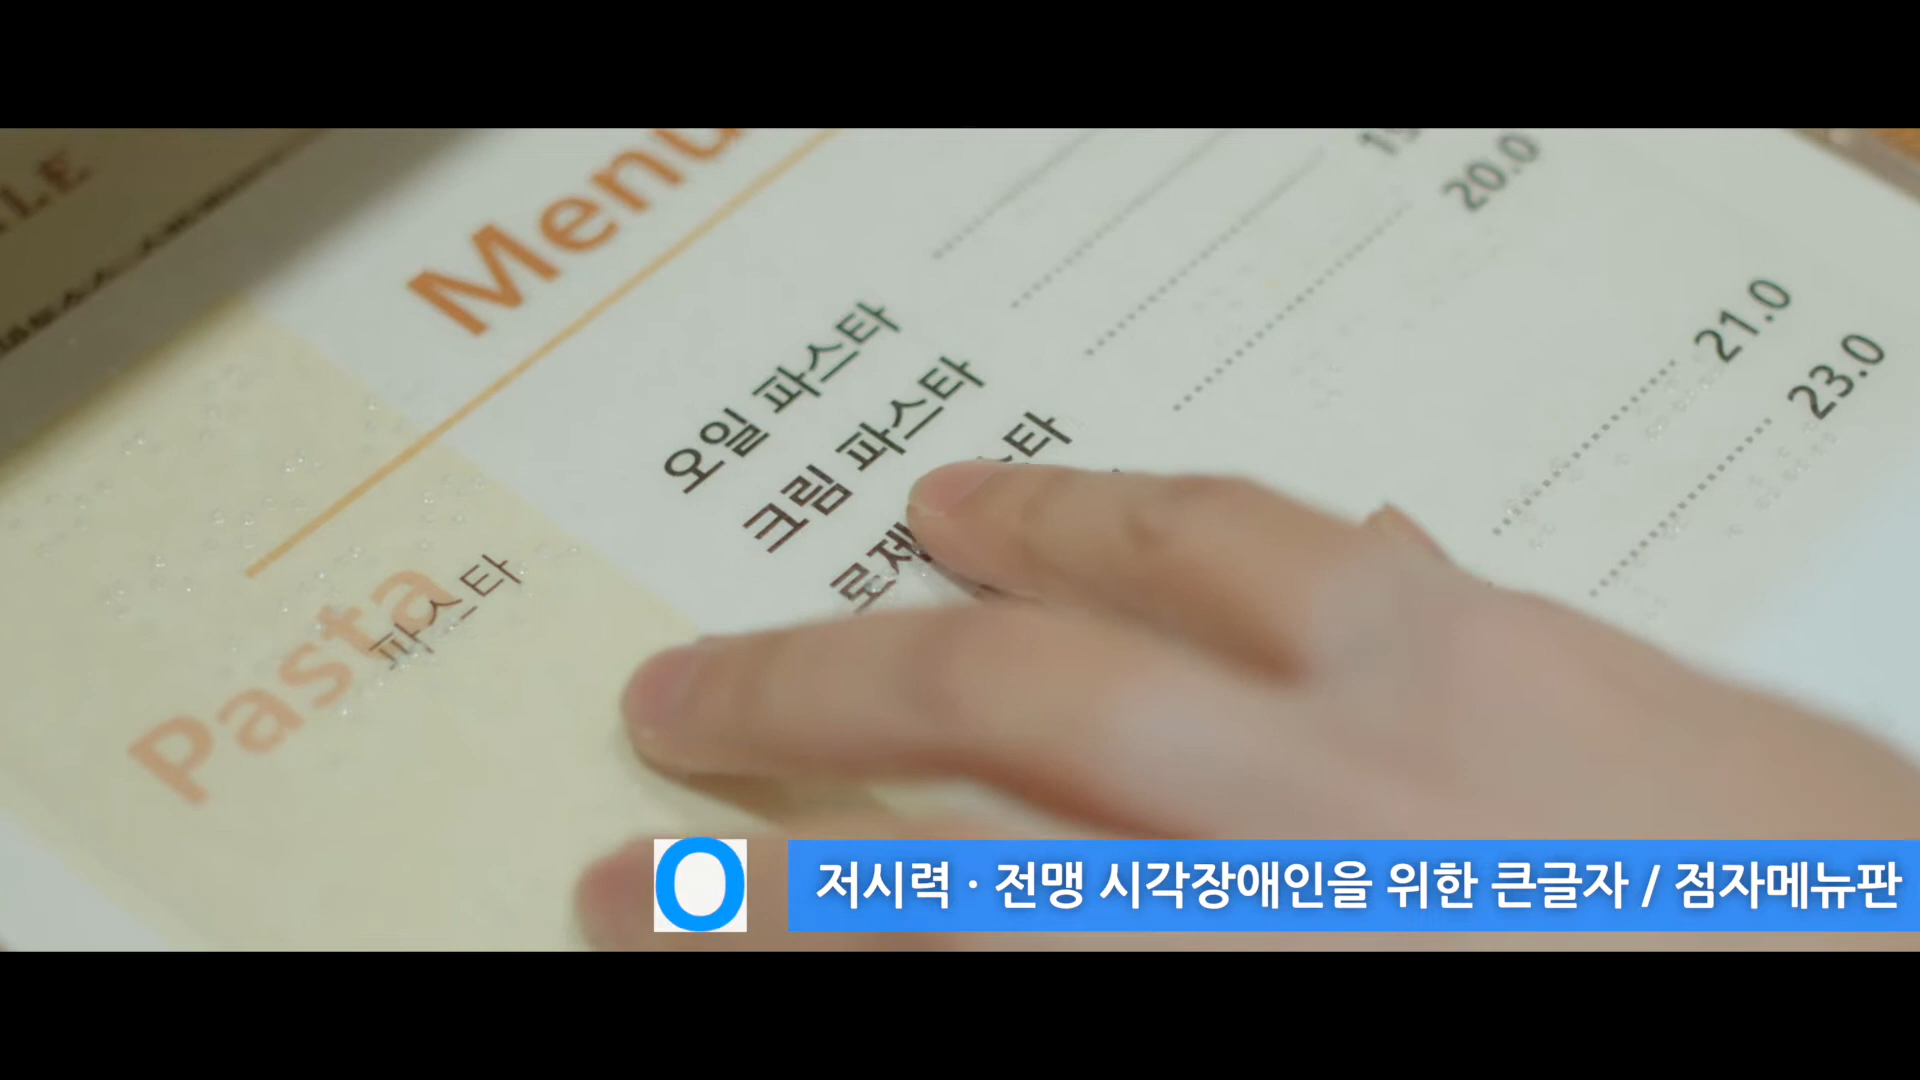 Menu
오일 파스타
크림 파스타
20.0
21.0
23.0
Pasta
파스타
O 저시력 · 전맹 시각장애인을 위한 큰글자 / 점자메뉴판